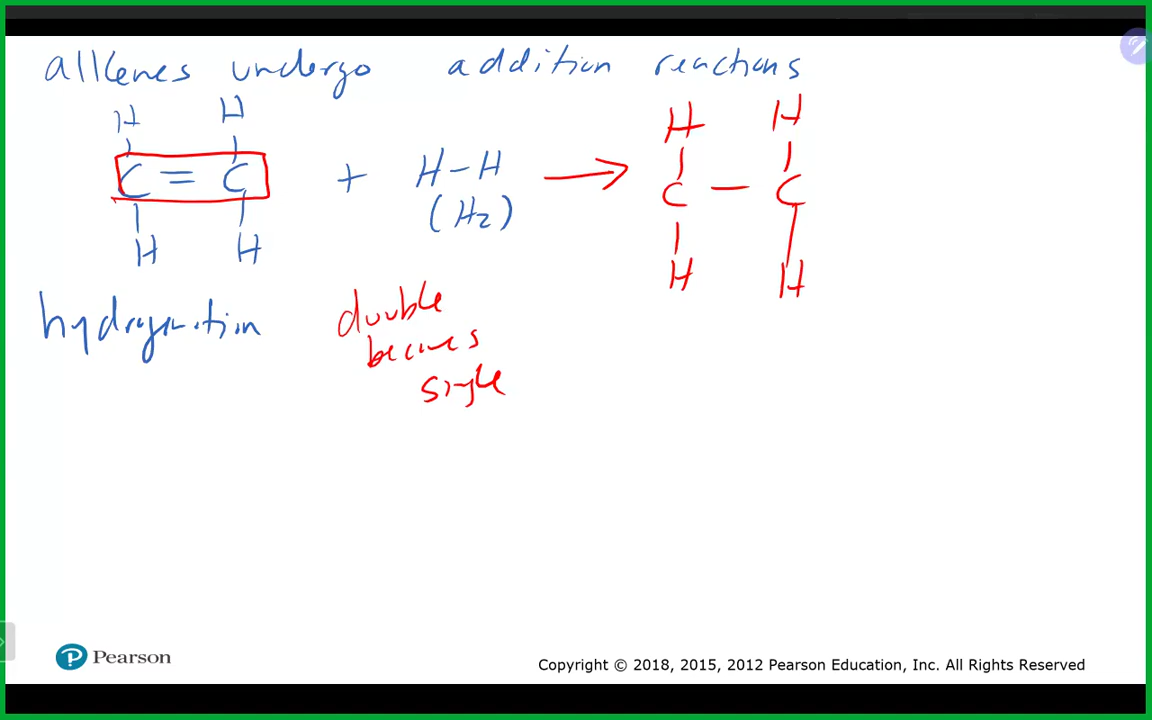 alkenes undergo addition reactions
H H H H
C = C + H-H → C - C
(H2)
H H H H
hydrogenation double
becomes
single
Pearson
Copyright © 2018, 2015, 2012 Pearson Education, Inc. All Rights Reserved